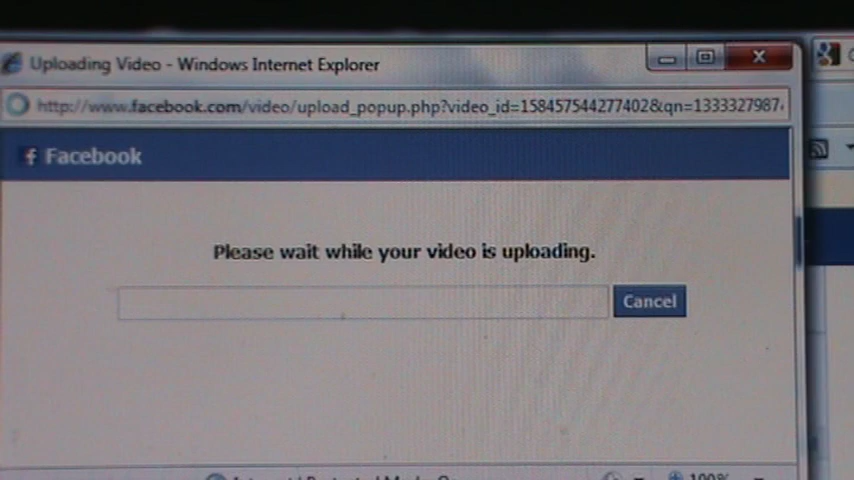 Uploading Video - Windows Internet Explorer
http://www.facebook.com/video/upload_popup.php?video_id=1584575442774028&qn=1333327987
f Facebook
Please wait while your video is uploading.
Cancel
100%